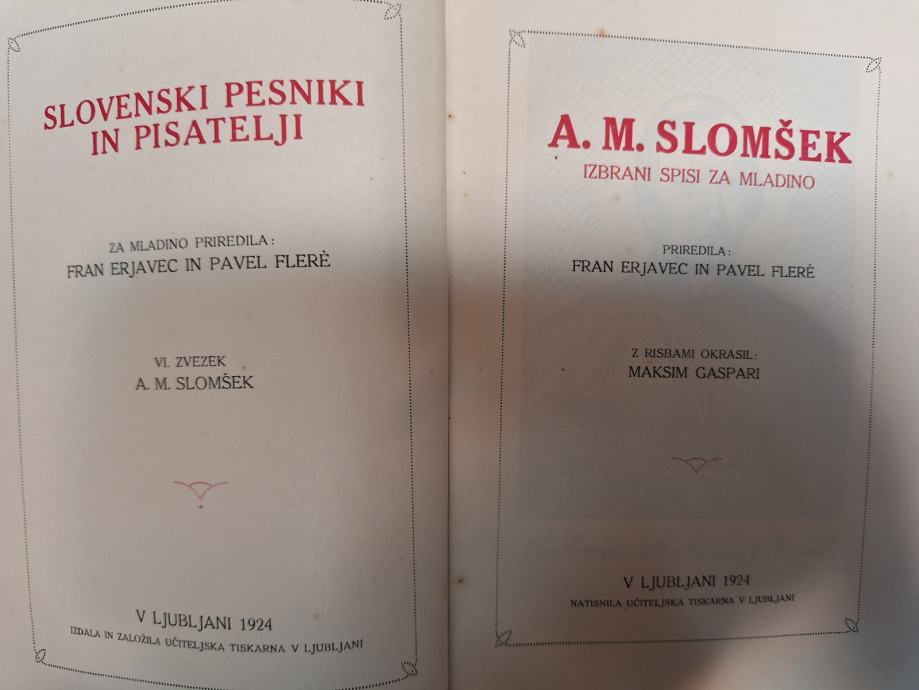 SLOVENSKI PESNIKI
IN PISATELJI
ZA MLADINO PRIREDILA:
FRAN ERJAVEC IN PAVEL FLERÈ
VI. ZVEZEK
A. M. SLOMŠEK
V LJUBLJANI 1924
IZDALA IN ZALOŽILA UČITELJSKA TISKARNA V LJUBLJANI
A. M. SLOMŠEK
IZBRANI SPISI ZA MLADINO
PRIREDILA:
FRAN ERJAVEC IN PAVEL FLERÈ
Z RISBAMI OKRASIL:
MAKSIM GASPARI
V LJUBLJANI 1924
NATISNILA UČITELJSKA TISKARNA V LJUBLJANI